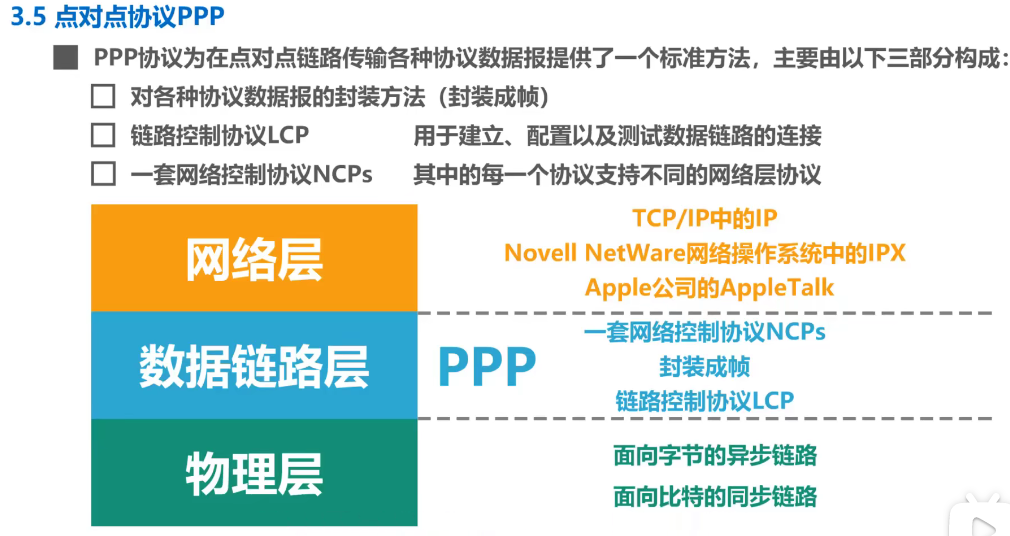 3.5 点对点协议PPP
PPP协议为在点对点链路传输各种协议数据报提供了一个标准方法，主要由以下三部分构成：
对各种协议数据报的封装方法（封装成帧）
链路控制协议LCP 用于建立、配置以及测试数据链路的连接
一套网络控制协议NCPs 其中的每一个协议支持不同的网络层协议
网络层
TCP/IP中的IP
Novell NetWare网络操作系统中的IPX
Apple公司的AppleTalk
数据链路层
PPP
一套网络控制协议NCPs
封装成帧
链路控制协议LCP
物理层
面向字节的异步链路
面向比特的同步链路